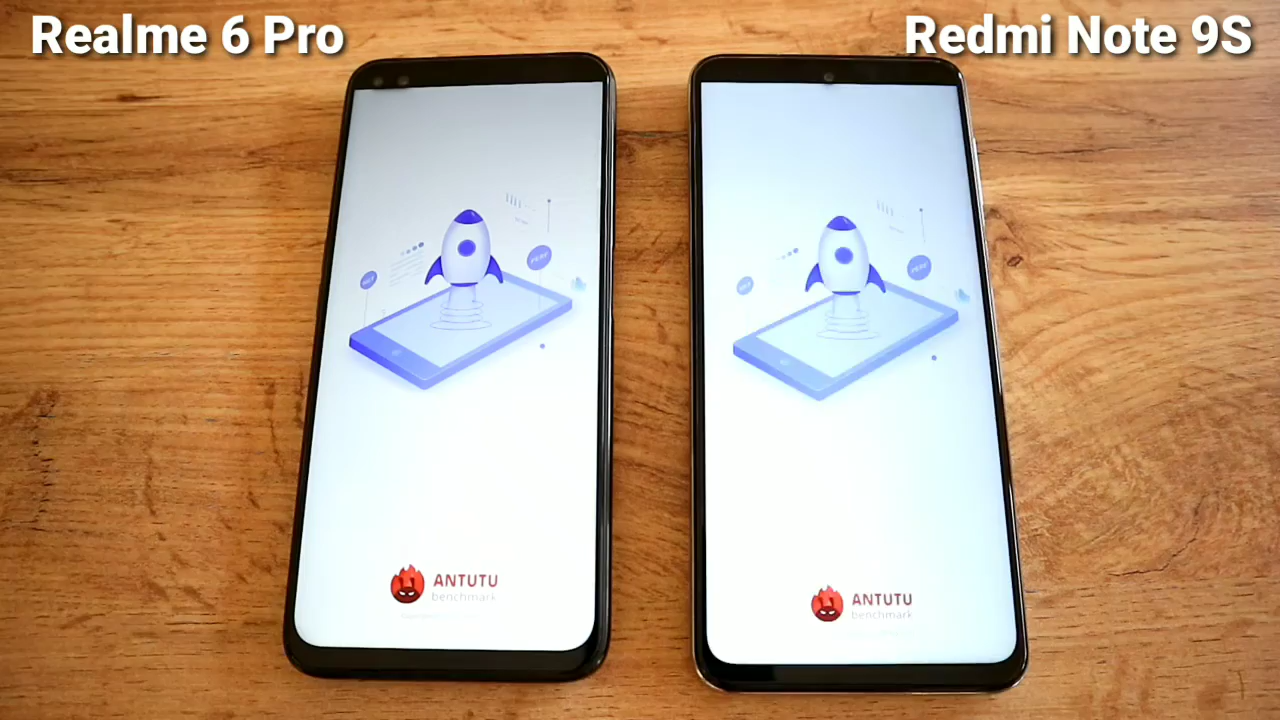 Realme 6 Pro
Redmi Note 9S
ANTUTU
benchmark
ANTUTU
benchmark